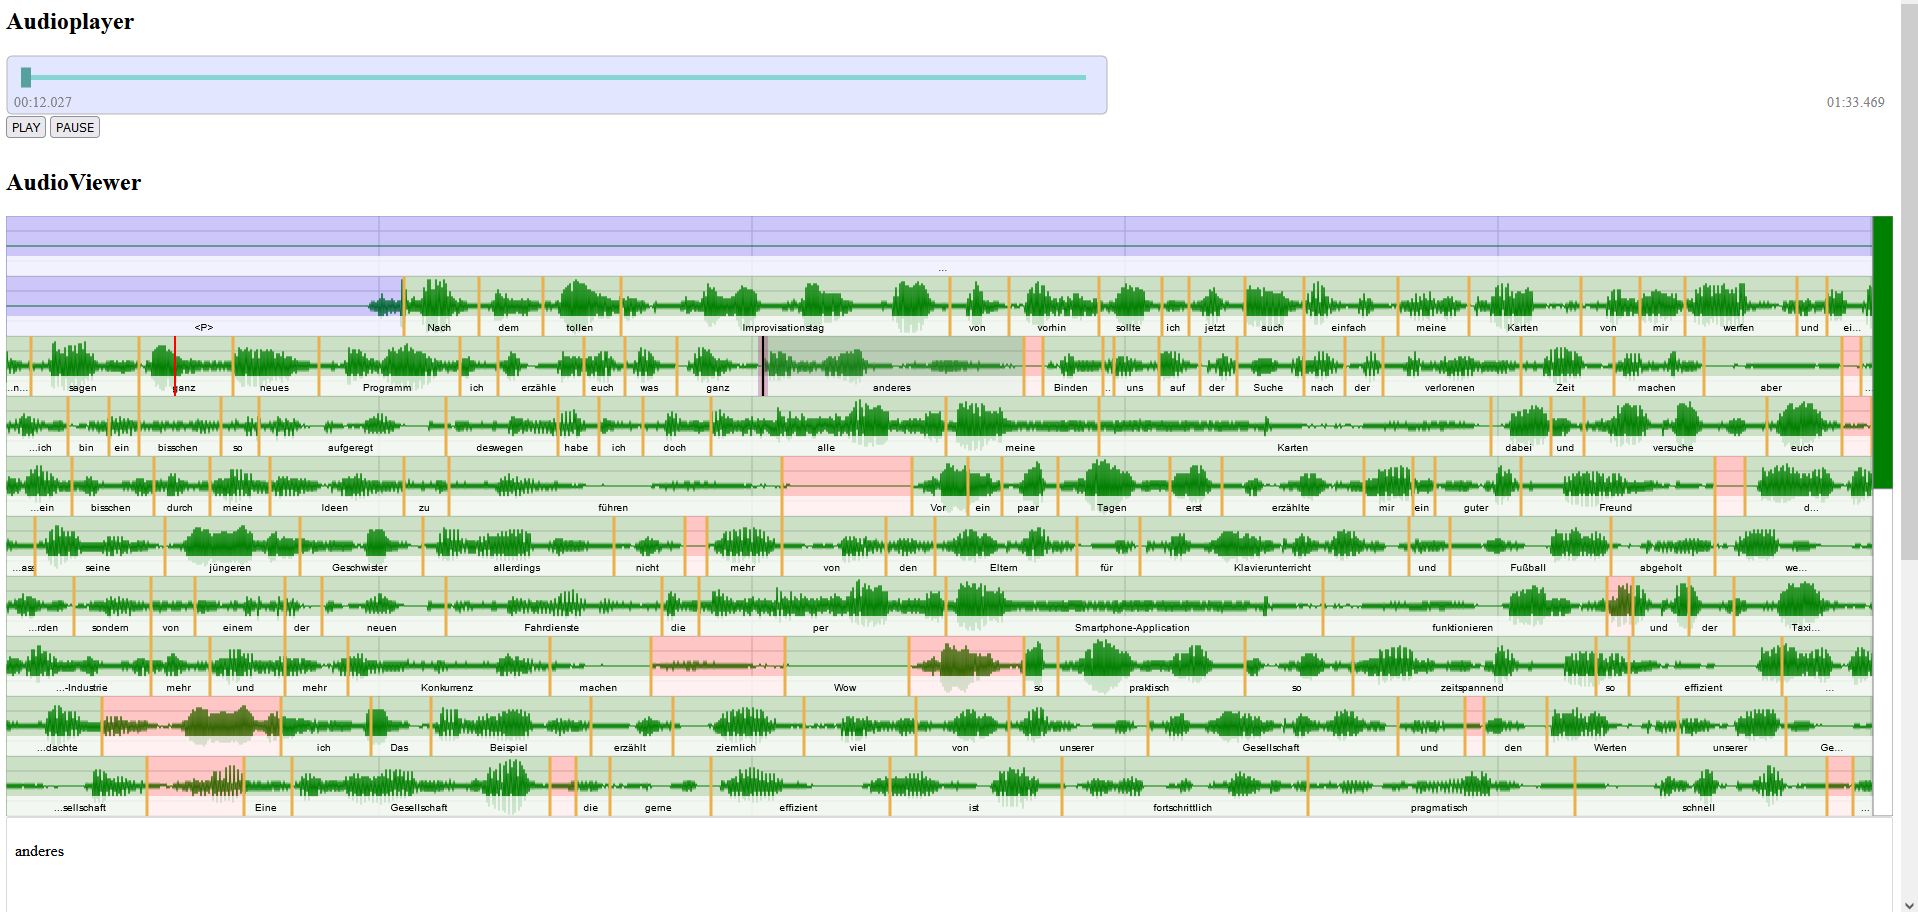 Audioplayer
00:12.027 01:33.469
PLAY PAUSE
AudioViewer
...
<P> Nach dem tollen Improvisationstag von vorhin sollte ich jetzt auch einfach meine Karten von mir werfen und ei...
...n... sagen ganz neues Programm ich erzähle euch was ganz anderes Binden .. uns auf der Suche nach der verlorenen Zeit machen aber ...
...ich bin ein bisschen so aufgeregt deswegen habe ich doch alle meine Karten dabei und versuche euch
...ein bisschen durch meine Ideen zu führen Vor ein paar Tagen erst erzählte mir ein guter Freund d...
...ass seine jüngeren Geschwister allerdings nicht mehr von den Eltern für Klavierunterricht und Fußball abgeholt we...
...rden sondern von einem der neuen Fahrdienste die per Smartphone-Application funktionieren und der Taxi...
...-Industrie mehr und mehr Konkurrenz machen Wow so praktisch so zeitspannend so effizient ...
...dachte ich Das Beispiel erzählt ziemlich viel von unserer Gesellschaft und den Werten unserer Ge...
...sellschaft Eine Gesellschaft die gerne effizient ist fortschrittlich pragmatisch schnell ...
anderes